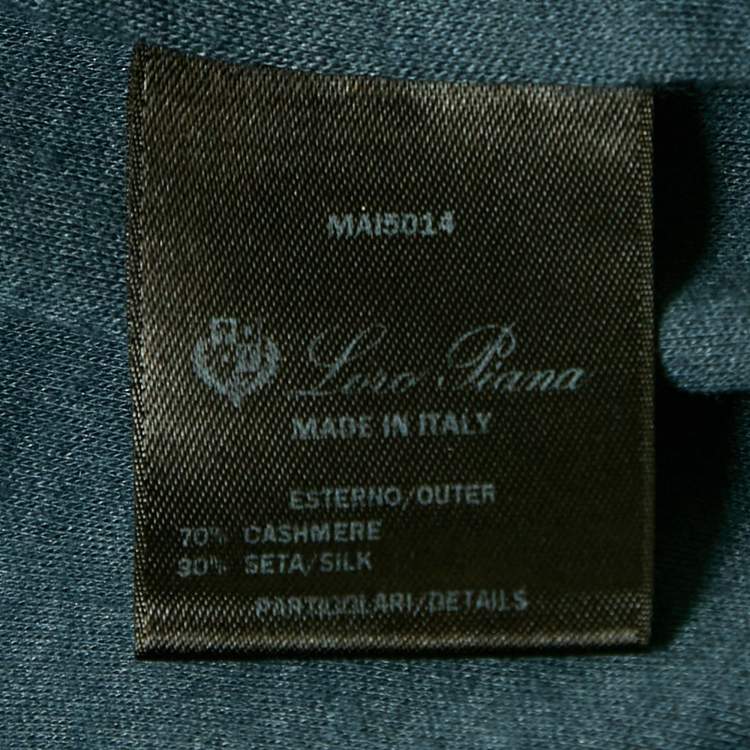 MAI5014
Loro Piana
MADE IN ITALY
ESTERNO/OUTER
70% CASHMERE
30% SETA/SILK
PARTICOLARI/DETAILS